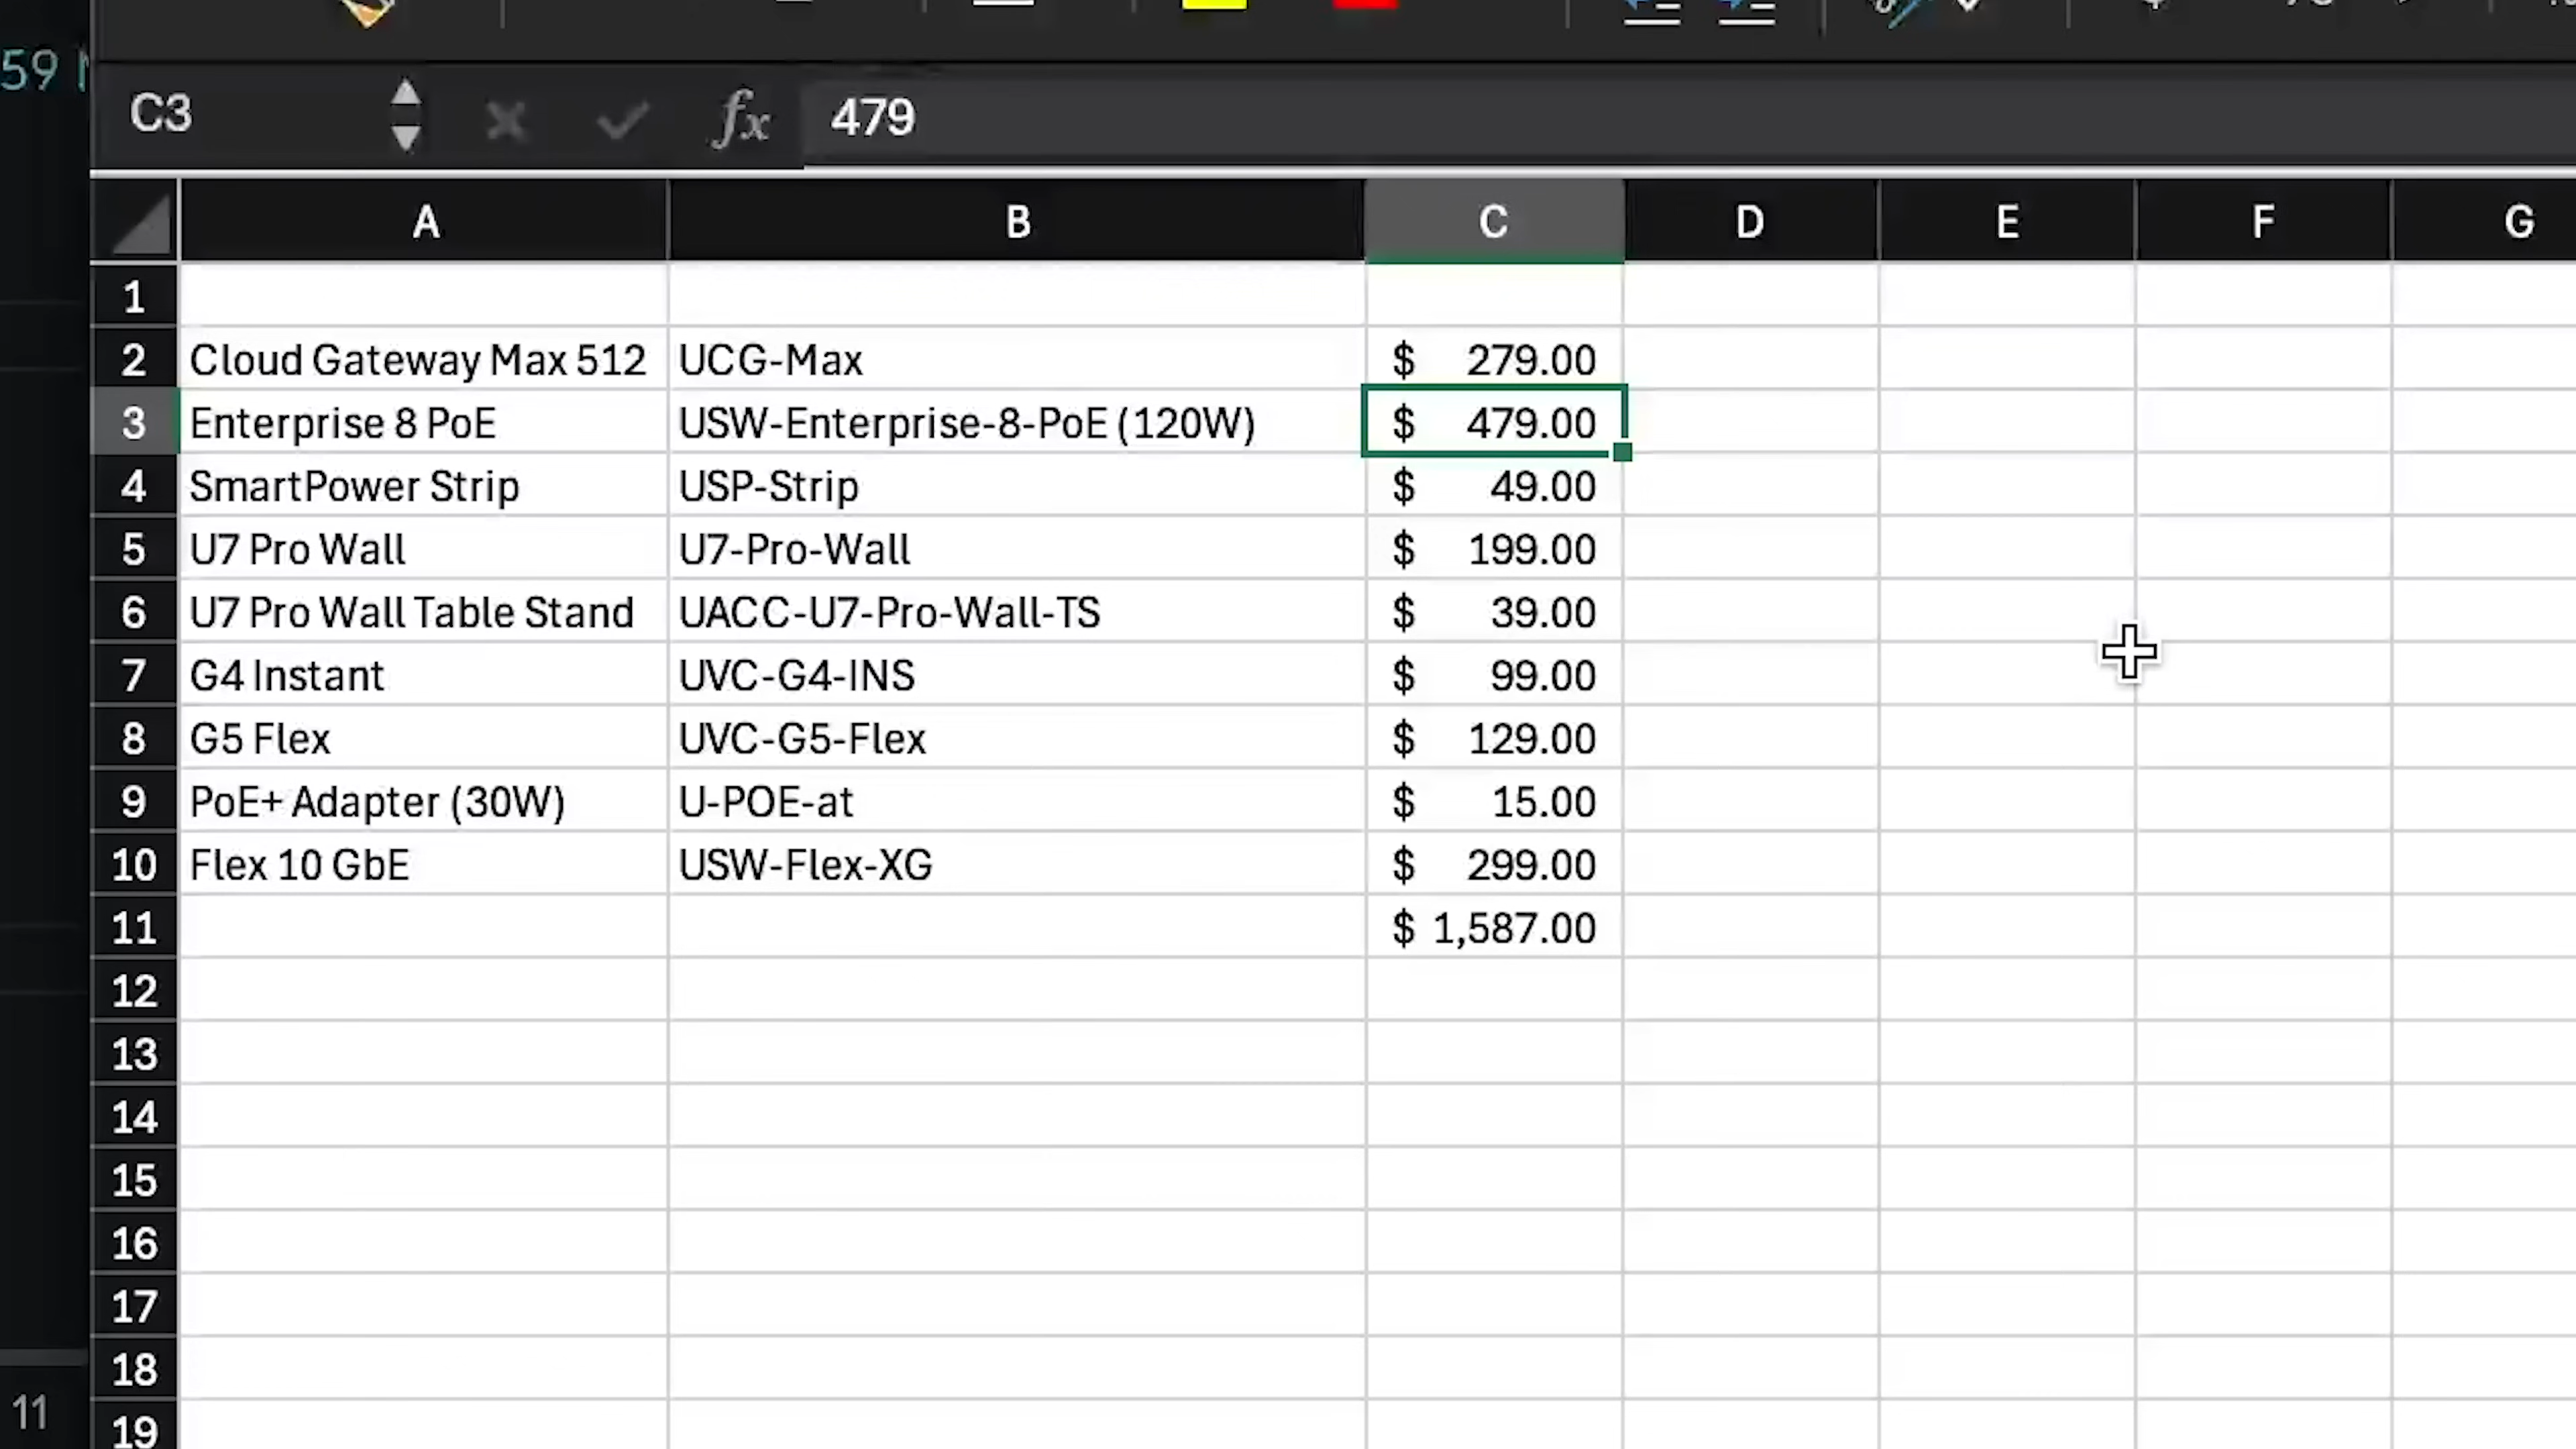 59
C3 fx 479
A B C D E F G
1
2 Cloud Gateway Max 512 UCG-Max $ 279.00
3 Enterprise 8 PoE USW-Enterprise-8-PoE (120W) $ 479.00
4 SmartPower Strip USP-Strip $ 49.00
5 U7 Pro Wall U7-Pro-Wall $ 199.00
6 U7 Pro Wall Table Stand UACC-U7-Pro-Wall-TS $ 39.00
7 G4 Instant UVC-G4-INS $ 99.00
8 G5 Flex UVC-G5-Flex $ 129.00
9 PoE+ Adapter (30W) U-POE-at $ 15.00
10 Flex 10 GbE USW-Flex-XG $ 299.00
11 $ 1,587.00
12
13
14
15
16
17
18
11
19